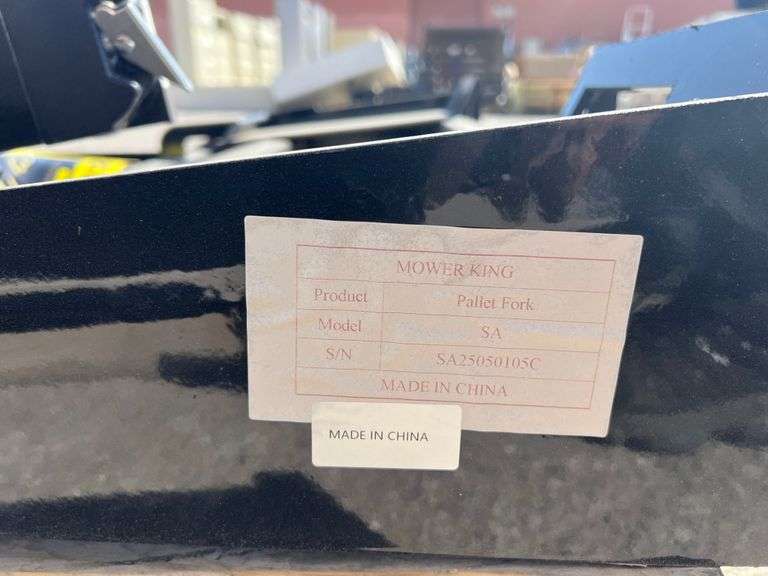 MOWER KING
Product Pallet Fork
Model SA
S/N SA25050105C
MADE IN CHINA
MADE IN CHINA